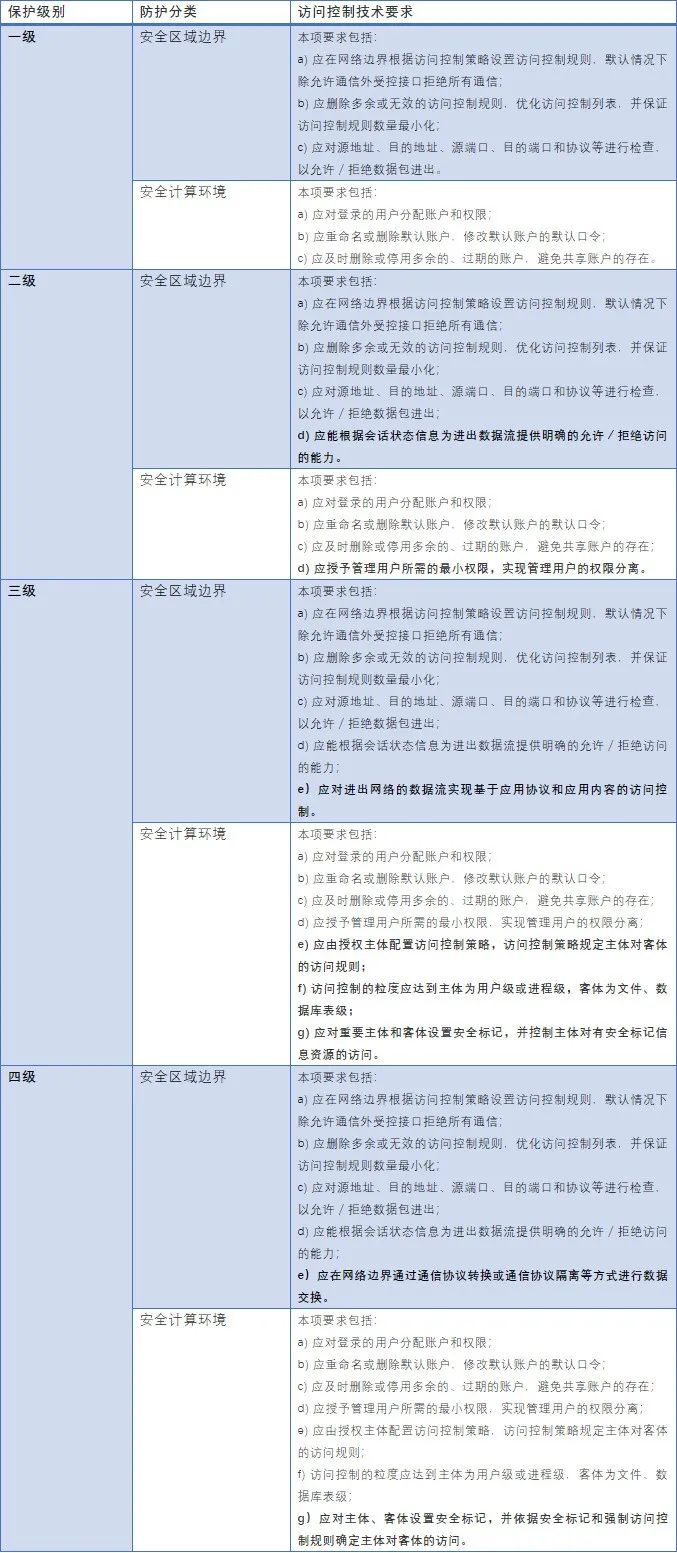 保护级别 防护分类 访问控制技术要求
一级 安全区域边界 本项要求包括:
a) 应在网络边界根据访问控制策略设置访问控制规则，默认情况下
除允许通信外受控接口拒绝所有通信;
b) 应删除多余或无效的访问控制规则，优化访问控制列表，并保证
访问控制规则数量最小化;
c) 应对源地址、目的地址、源端口、目的端口和协议等进行检查，
以允许／拒绝数据包进出。
安全计算环境 本项要求包括:
a) 应对登录的用户分配账户和权限;
b) 应重命名或删除默认账户，修改默认账户的默认口令;
c) 应及时删除或停用多余的、过期的账户，避免共享账户的存在。
二级 安全区域边界 本项要求包括:
a) 应在网络边界根据访问控制策略设置访问控制规则，默认情况下
除允许通信外受控接口拒绝所有通信;
b) 应删除多余或无效的访问控制规则，优化访问控制列表，并保证
访问控制规则数量最小化;
c) 应对源地址、目的地址、源端口、目的端口和协议等进行检查，
以允许／拒绝数据包进出;
d) 应能根据会话状态信息为进出数据流提供明确的允许／拒绝访问
的能力。
安全计算环境 本项要求包括:
a) 应对登录的用户分配账户和权限;
b) 应重命名或删除默认账户，修改默认账户的默认口令;
c) 应及时删除或停用多余的、过期的账户，避免共享账户的存在;
d) 应授予管理用户所需的最小权限，实现管理用户的权限分离。
三级 安全区域边界 本项要求包括:
a) 应在网络边界根据访问控制策略设置访问控制规则，默认情况下
除允许通信外受控接口拒绝所有通信;
b) 应删除多余或无效的访问控制规则，优化访问控制列表，并保证
访问控制规则数量最小化;
c) 应对源地址、目的地址、源端口、目的端口和协议等进行检查，
以允许／拒绝数据包进出;
d) 应能根据会话状态信息为进出数据流提供明确的允许／拒绝访问
的能力;
e）应对进出网络的数据流实现基于应用协议和应用内容的访问控
制。
安全计算环境 本项要求包括:
a) 应对登录的用户分配账户和权限;
b) 应重命名或删除默认账户，修改默认账户的默认口令;
c) 应及时删除或停用多余的、过期的账户，避免共享账户的存在;
d) 应授予管理用户所需的最小权限，实现管理用户的权限分离;
e) 应由授权主体配置访问控制策略，访问控制策略规定主体对客体
的访问规则;
f) 访问控制的粒度应达到主体为用户级或进程级，客体为文件、数
据库表级;
g) 应对重要主体和客体设置安全标记，并控制主体对有安全标记信
息资源的访问。
四级 安全区域边界 本项要求包括:
a) 应在网络边界根据访问控制策略设置访问控制规则，默认情况下
除允许通信外受控接口拒绝所有通信;
b) 应删除多余或无效的访问控制规则，优化访问控制列表，并保证
访问控制规则数量最小化;
c) 应对源地址、目的地址、源端口、目的端口和协议等进行检查，
以允许／拒绝数据包进出;
d) 应能根据会话状态信息为进出数据流提供明确的允许／拒绝访问
的能力;
e）应在网络边界通过通信协议转换或通信协议隔离等方式进行数据
交换。
安全计算环境 本项要求包括:
a) 应对登录的用户分配账户和权限;
b) 应重命名或删除默认账户，修改默认账户的默认口令;
c) 应及时删除或停用多余的、过期的账户，避免共享账户的存在;
d) 应授予管理用户所需的最小权限，实现管理用户的权限分离;
e) 应由授权主体配置访问控制策略，访问控制策略规定主体对客体
的访问规则;
f) 访问控制的粒度应达到主体为用户级或进程级，客体为文件、数
据库表级;
g）应对主体、客体设置安全标记，并依据安全标记和强制访问控
制规则确定主体对客体的访问。